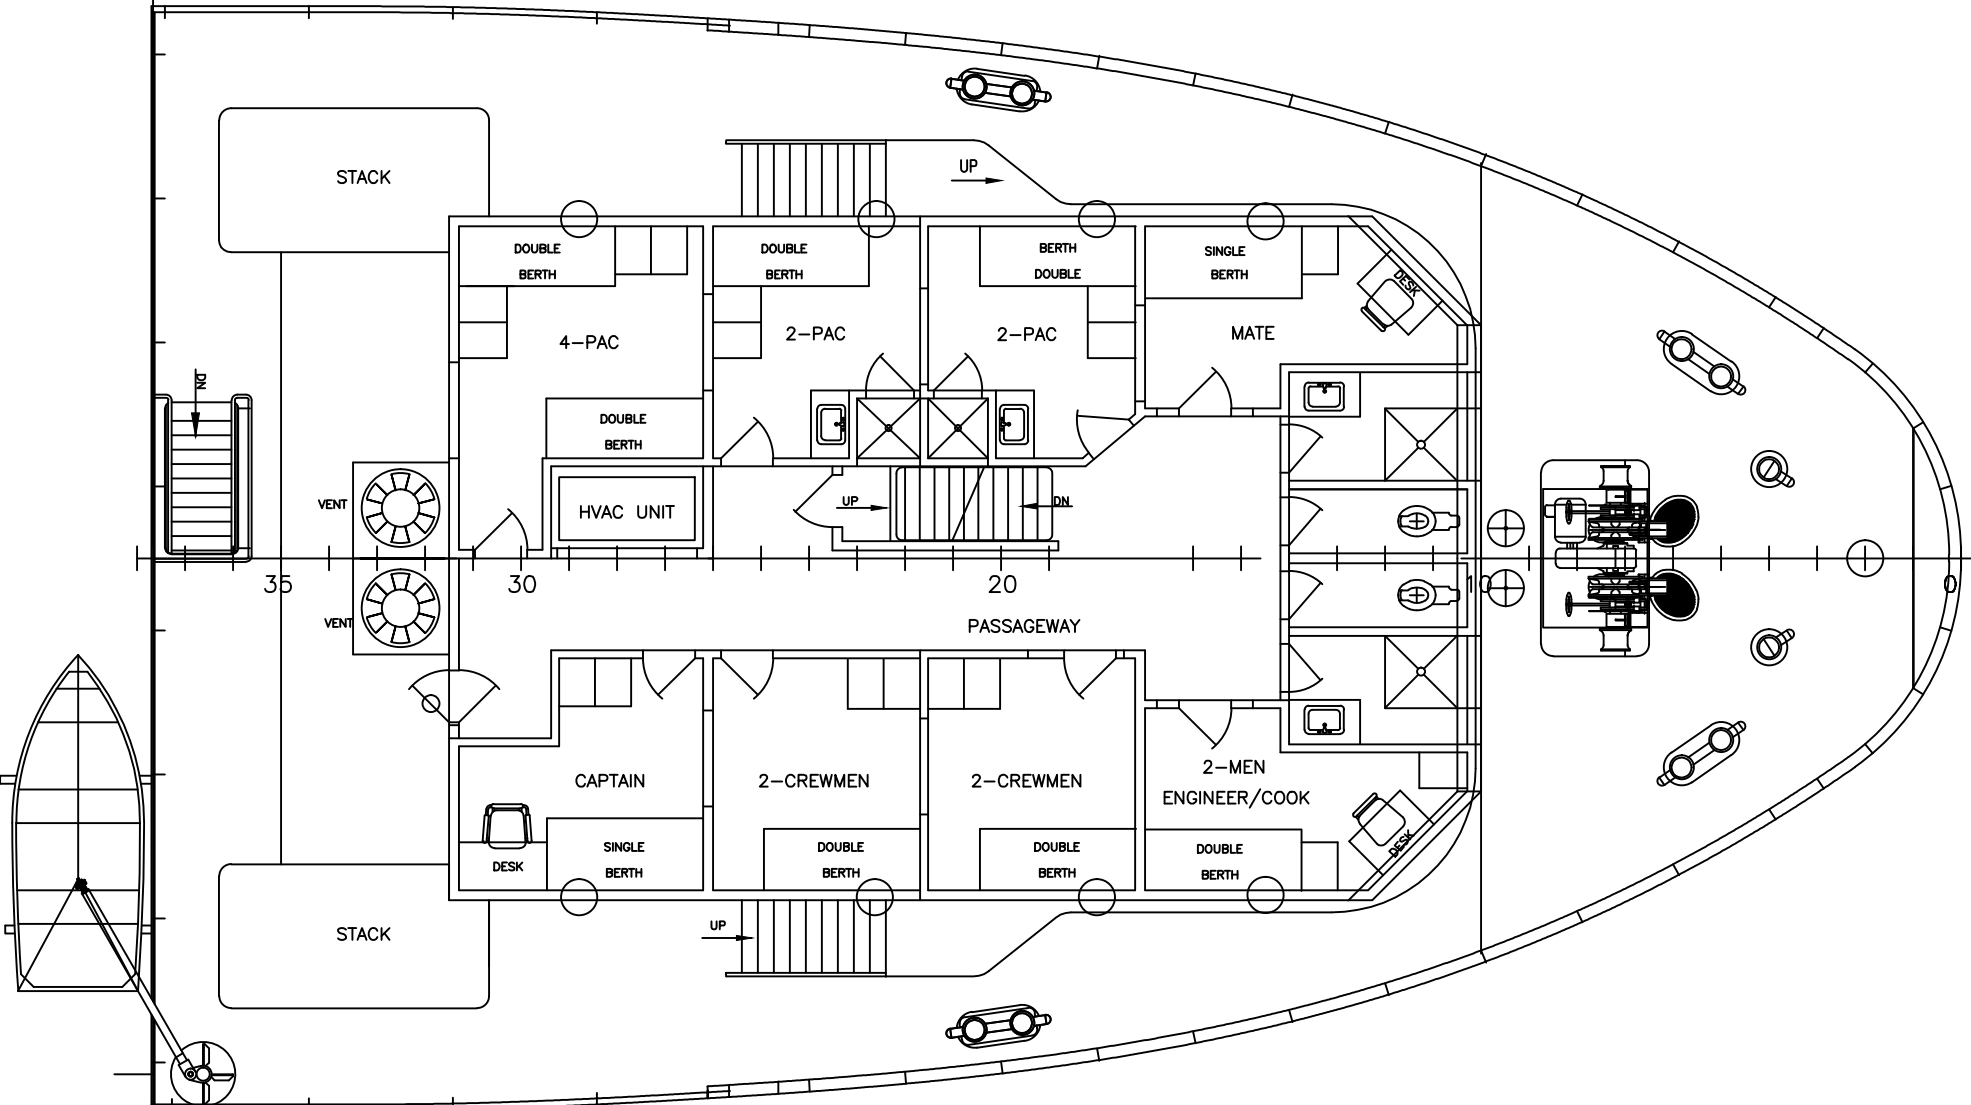 STACK
UP
DOUBLE
BERTH
DOUBLE
BERTH
BERTH
DOUBLE
SINGLE
BERTH
DESK
4-PAC
2-PAC
2-PAC
MATE
DN
DOUBLE
BERTH
VENT
HVAC UNIT
UP
DN
35
30
20
10
VENT
PASSAGEWAY
CAPTAIN
2-CREWMEN
2-CREWMEN
2-MEN
ENGINEER/COOK
DESK
SINGLE
BERTH
DOUBLE
BERTH
DOUBLE
BERTH
DOUBLE
BERTH
DESK
STACK
UP